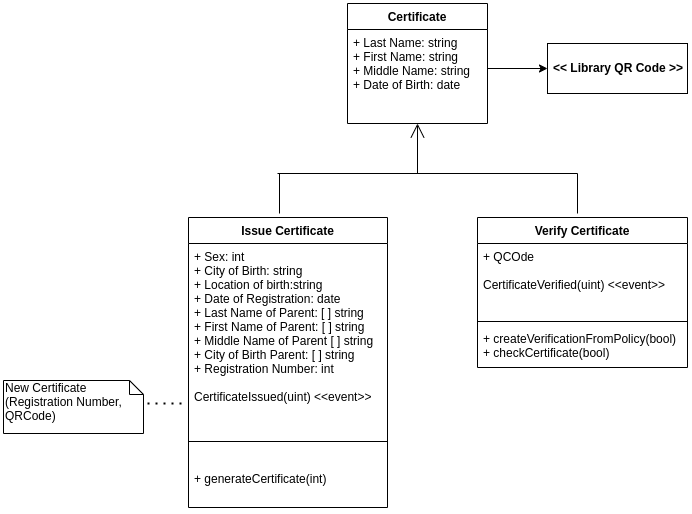 Certificate
+ Last Name: string
+ First Name: string
+ Middle Name: string
+ Date of Birth: date
<< Library QR Code >>
Issue Certificate
+ Sex: int
+ City of Birth: string
+ Location of birth:string
+ Date of Registration: date
+ Last Name of Parent: [ ] string
+ First Name of Parent: [ ] string
+ Middle Name of Parent [ ] string
+ City of Birth Parent: [ ] string
+ Registration Number: int
CertificateIssued(uint) <<event>>
+ generateCertificate(int)
Verify Certificate
+ QCOde
CertificateVerified(uint) <<event>>
+ createVerificationFromPolicy(bool)
+ checkCertificate(bool)
New Certificate
(Registration Number,
QRCode)